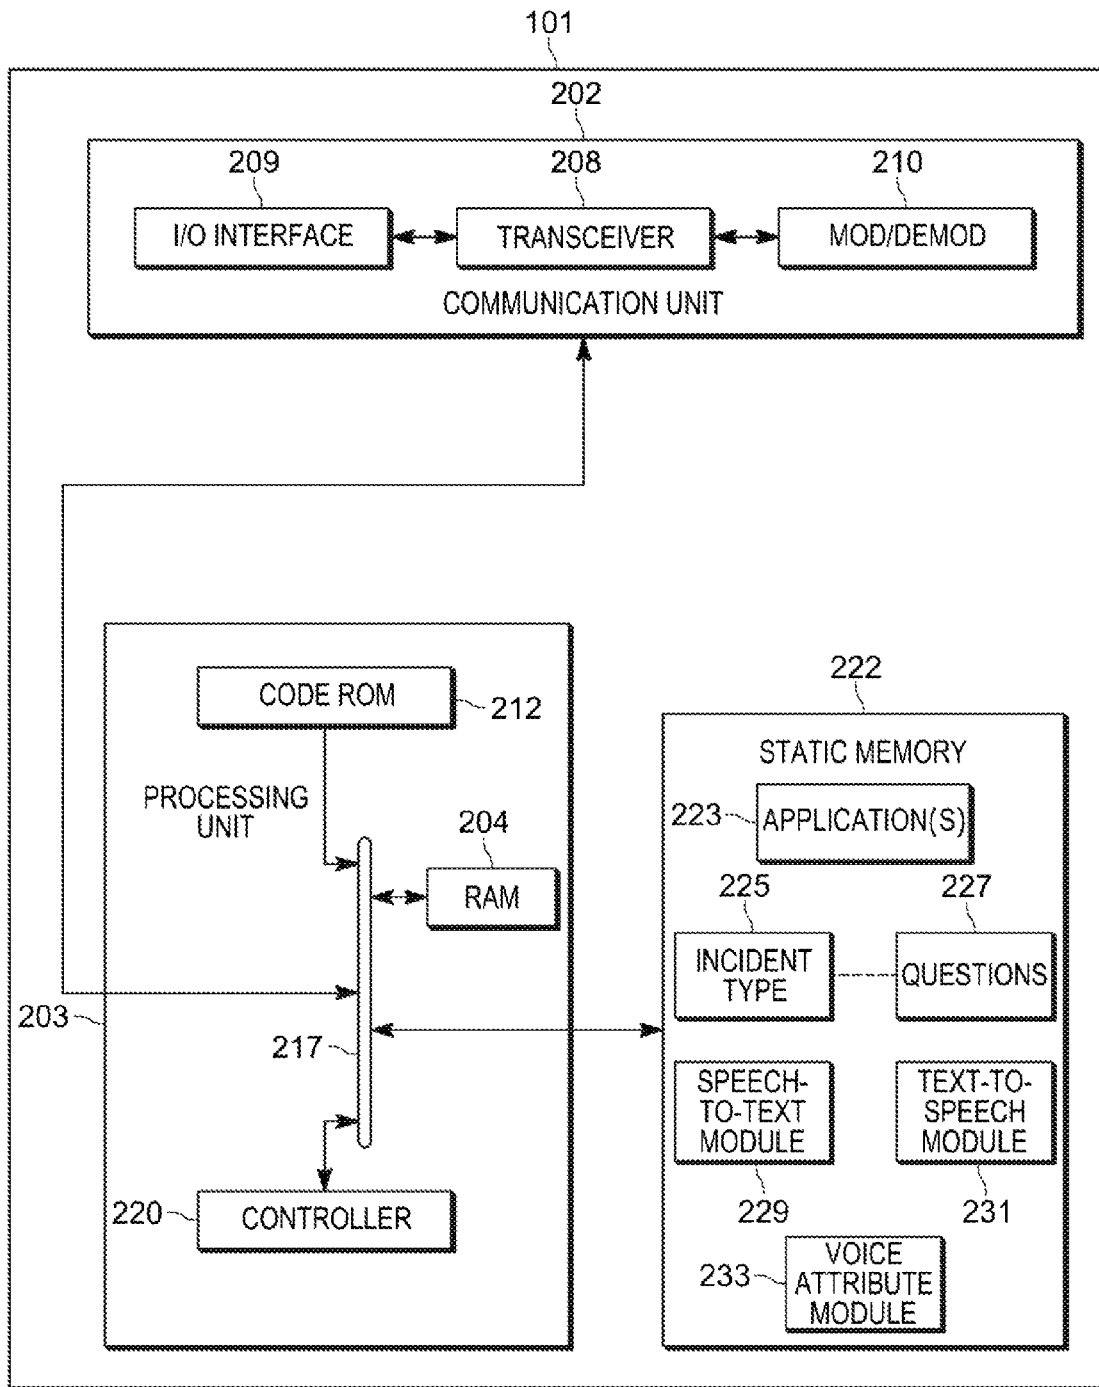 101
202
209
208
210
I/O INTERFACE
TRANSCEIVER
MOD/DEMOD
COMMUNICATION UNIT
CODE ROM
212
PROCESSING
UNIT
204
RAM
203
217
220
CONTROLLER
222
STATIC MEMORY
223
APPLICATION(S)
225
227
INCIDENT
TYPE
QUESTIONS
SPEECH-
TO-TEXT
MODULE
TEXT-TO-
SPEECH
MODULE
229
231
233
VOICE
ATTRIBUTE
MODULE